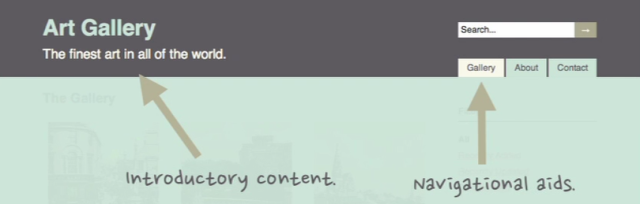 Art Gallery
The finest art in all of the world.
Search... →
Gallery About Contact
The Gallery
Introductory content.
Navigational aids.